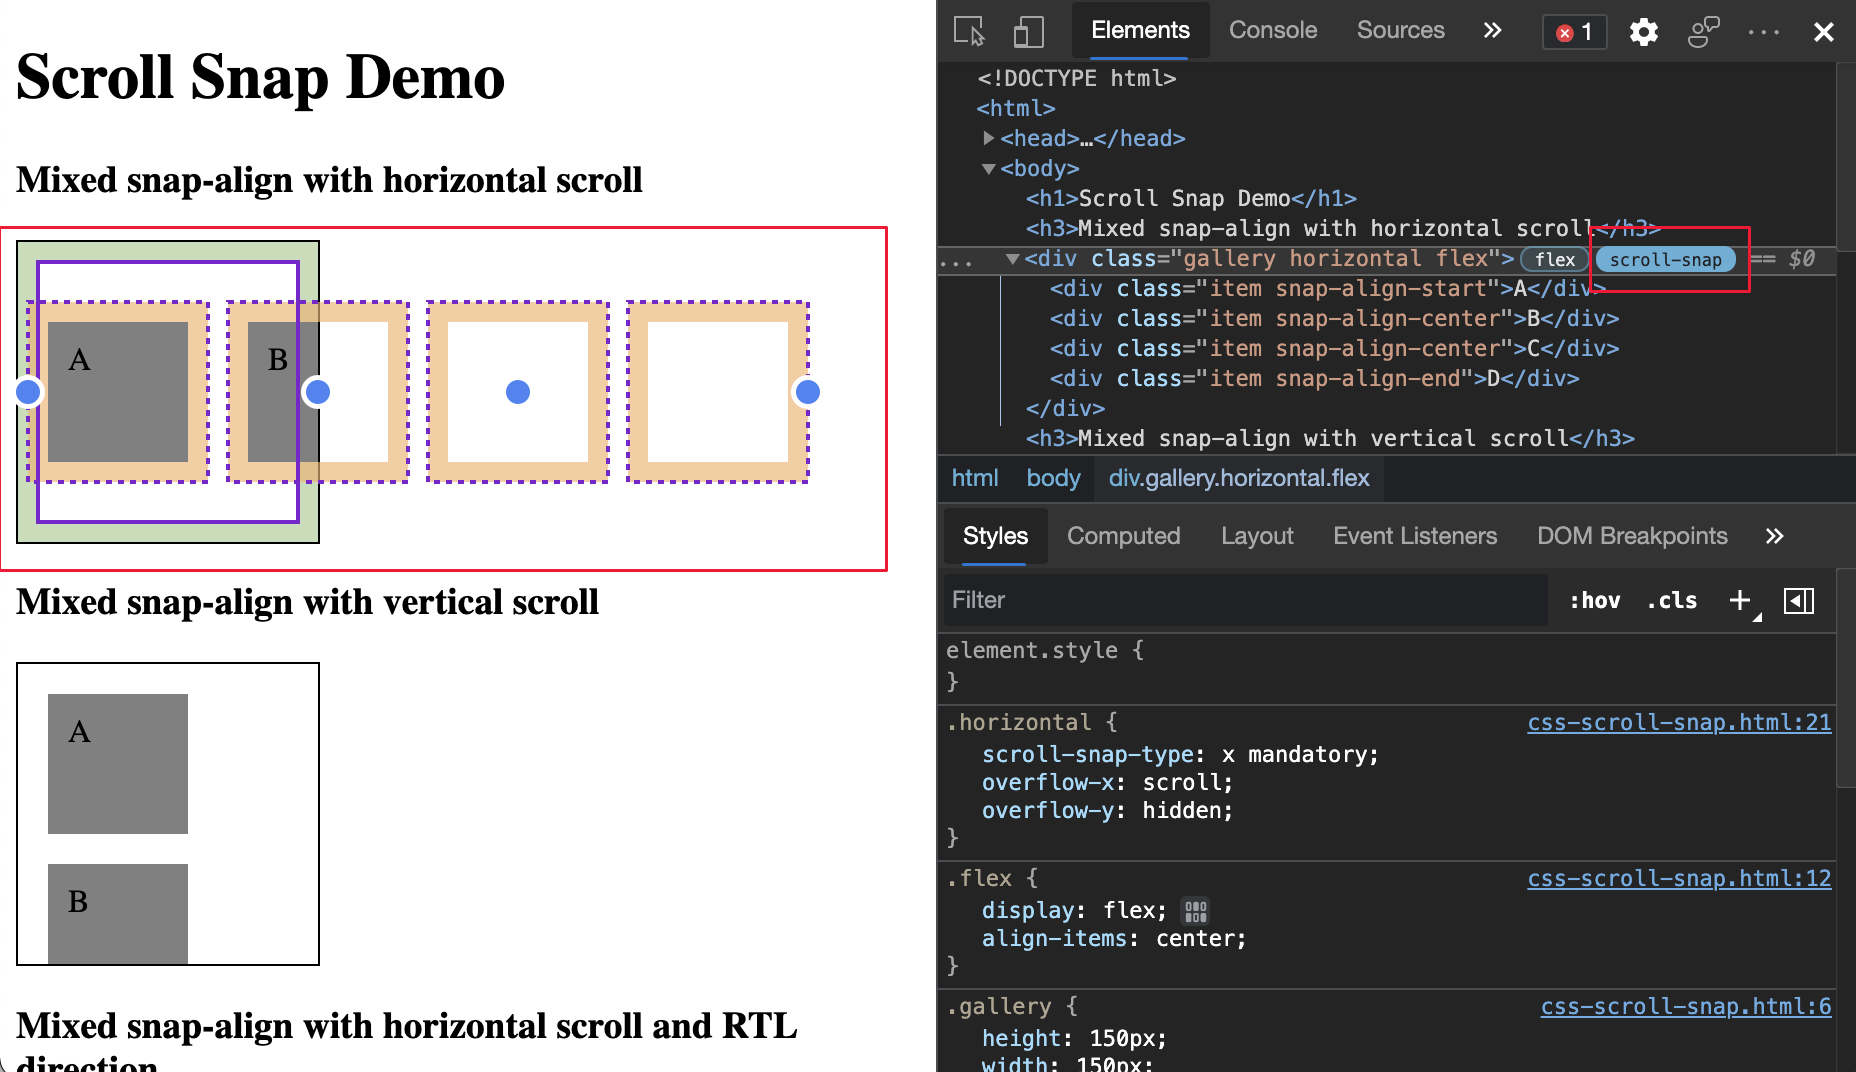 Scroll Snap Demo
Mixed snap-align with horizontal scroll
A
B
Mixed snap-align with vertical scroll
A
B
Mixed snap-align with horizontal scroll and RTL
direction
Elements Console Sources 1
<!DOCTYPE html>
<html>
<head>…</head>
<body>
<h1>Scroll Snap Demo</h1>
<h3>Mixed snap-align with horizontal scroll</h3>
... <div class="gallery horizontal flex"> flex scroll-snap == $0
<div class="item snap-align-start">A</div>
<div class="item snap-align-center">B</div>
<div class="item snap-align-center">C</div>
<div class="item snap-align-end">D</div>
</div>
<h3>Mixed snap-align with vertical scroll</h3>
html body div.gallery.horizontal.flex
Styles Computed Layout Event Listeners DOM Breakpoints
Filter :hov .cls +
element.style {
}
.horizontal { css-scroll-snap.html:21
scroll-snap-type: x mandatory;
overflow-x: scroll;
overflow-y: hidden;
}
.flex { css-scroll-snap.html:12
display: flex;
align-items: center;
}
.gallery { css-scroll-snap.html:6
height: 150px;
width: 150px;